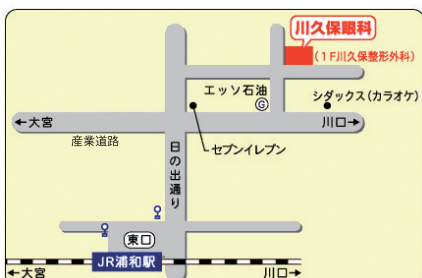 川久保眼科
(1F川久保整形外科)
エッソ石油
G
シダックス(カラオケ)
←大宮
川口→
産業道路
セブンイレブン
日の出通り
東口
JR浦和駅
←大宮
川口→